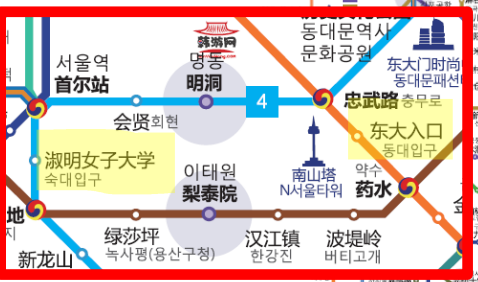 동대문역사
문화공원
韩游网
명동
明洞
서울역
首尔站
东大门时尚
동대문패션
4
忠武路 충무로
会贤 회현
东大入口
동대입구
淑明女子大学
숙대입구
이태원
梨泰院
南山塔
N서울타워
약수
药水
地
지
绿莎坪
녹사평(용산구청)
汉江镇
한강진
波堤岭
버티고개
新龙山